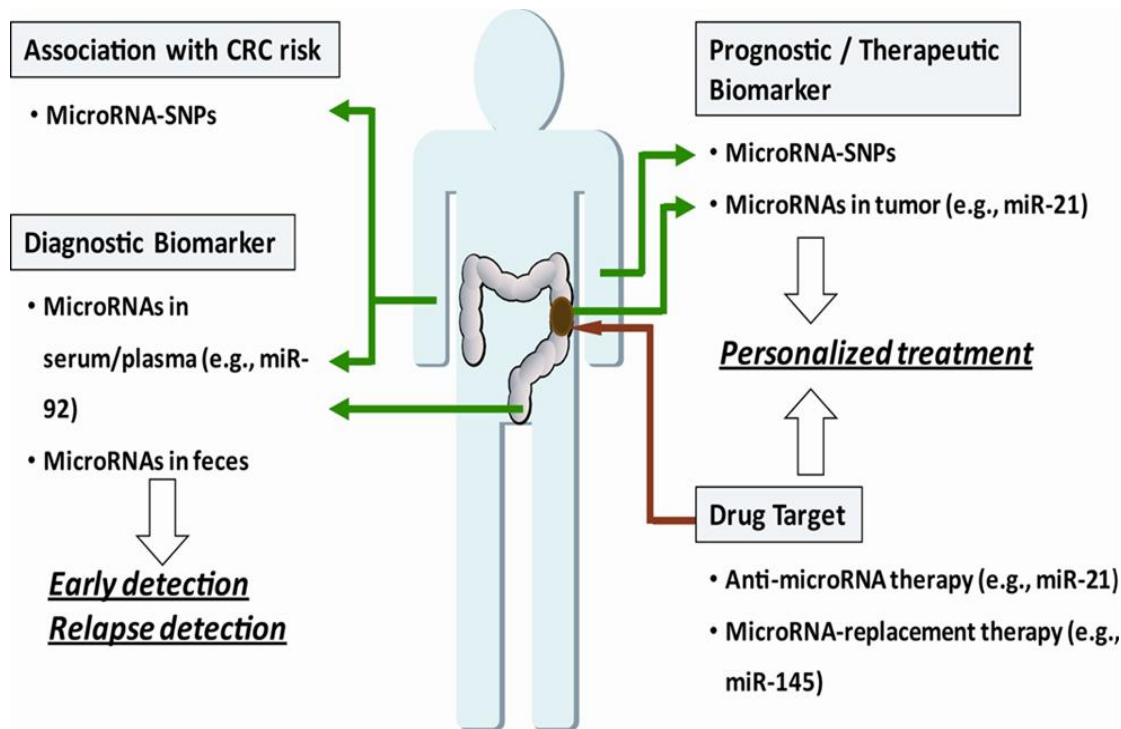 Association with CRC risk
• MicroRNA-SNPs
Diagnostic Biomarker
• MicroRNAs in
serum/plasma (e.g., miR-
92)
• MicroRNAs in feces
Early detection
Relapse detection
Prognostic / Therapeutic
Biomarker
• MicroRNA-SNPs
• MicroRNAs in tumor (e.g., miR-21)
Personalized treatment
Drug Target
• Anti-microRNA therapy (e.g., miR-21)
• MicroRNA-replacement therapy (e.g.,
miR-145)